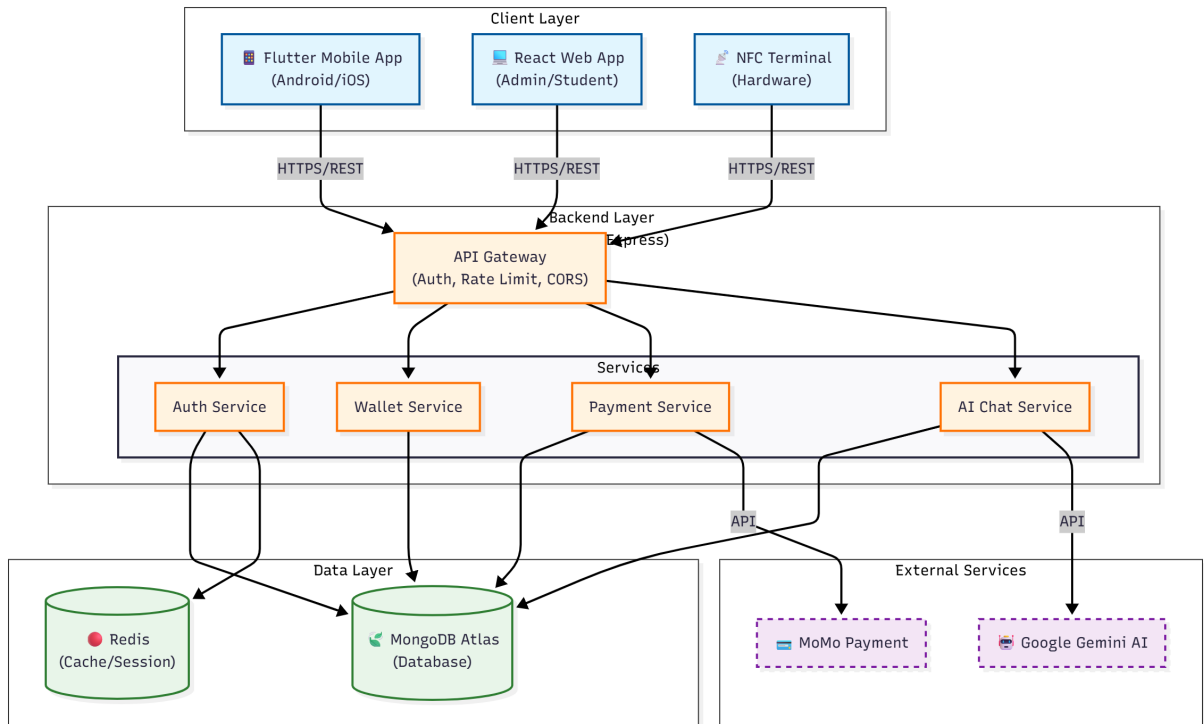 Client Layer
Flutter Mobile App
(Android/iOS)
React Web App
(Admin/Student)
NFC Terminal
(Hardware)
HTTPS/REST
HTTPS/REST
HTTPS/REST
Backend Layer
Express)
API Gateway
(Auth, Rate Limit, CORS)
Services
Auth Service
Wallet Service
Payment Service
AI Chat Service
API
API
Data Layer
External Services
Redis
(Cache/Session)
MongoDB Atlas
(Database)
MoMo Payment
Google Gemini AI